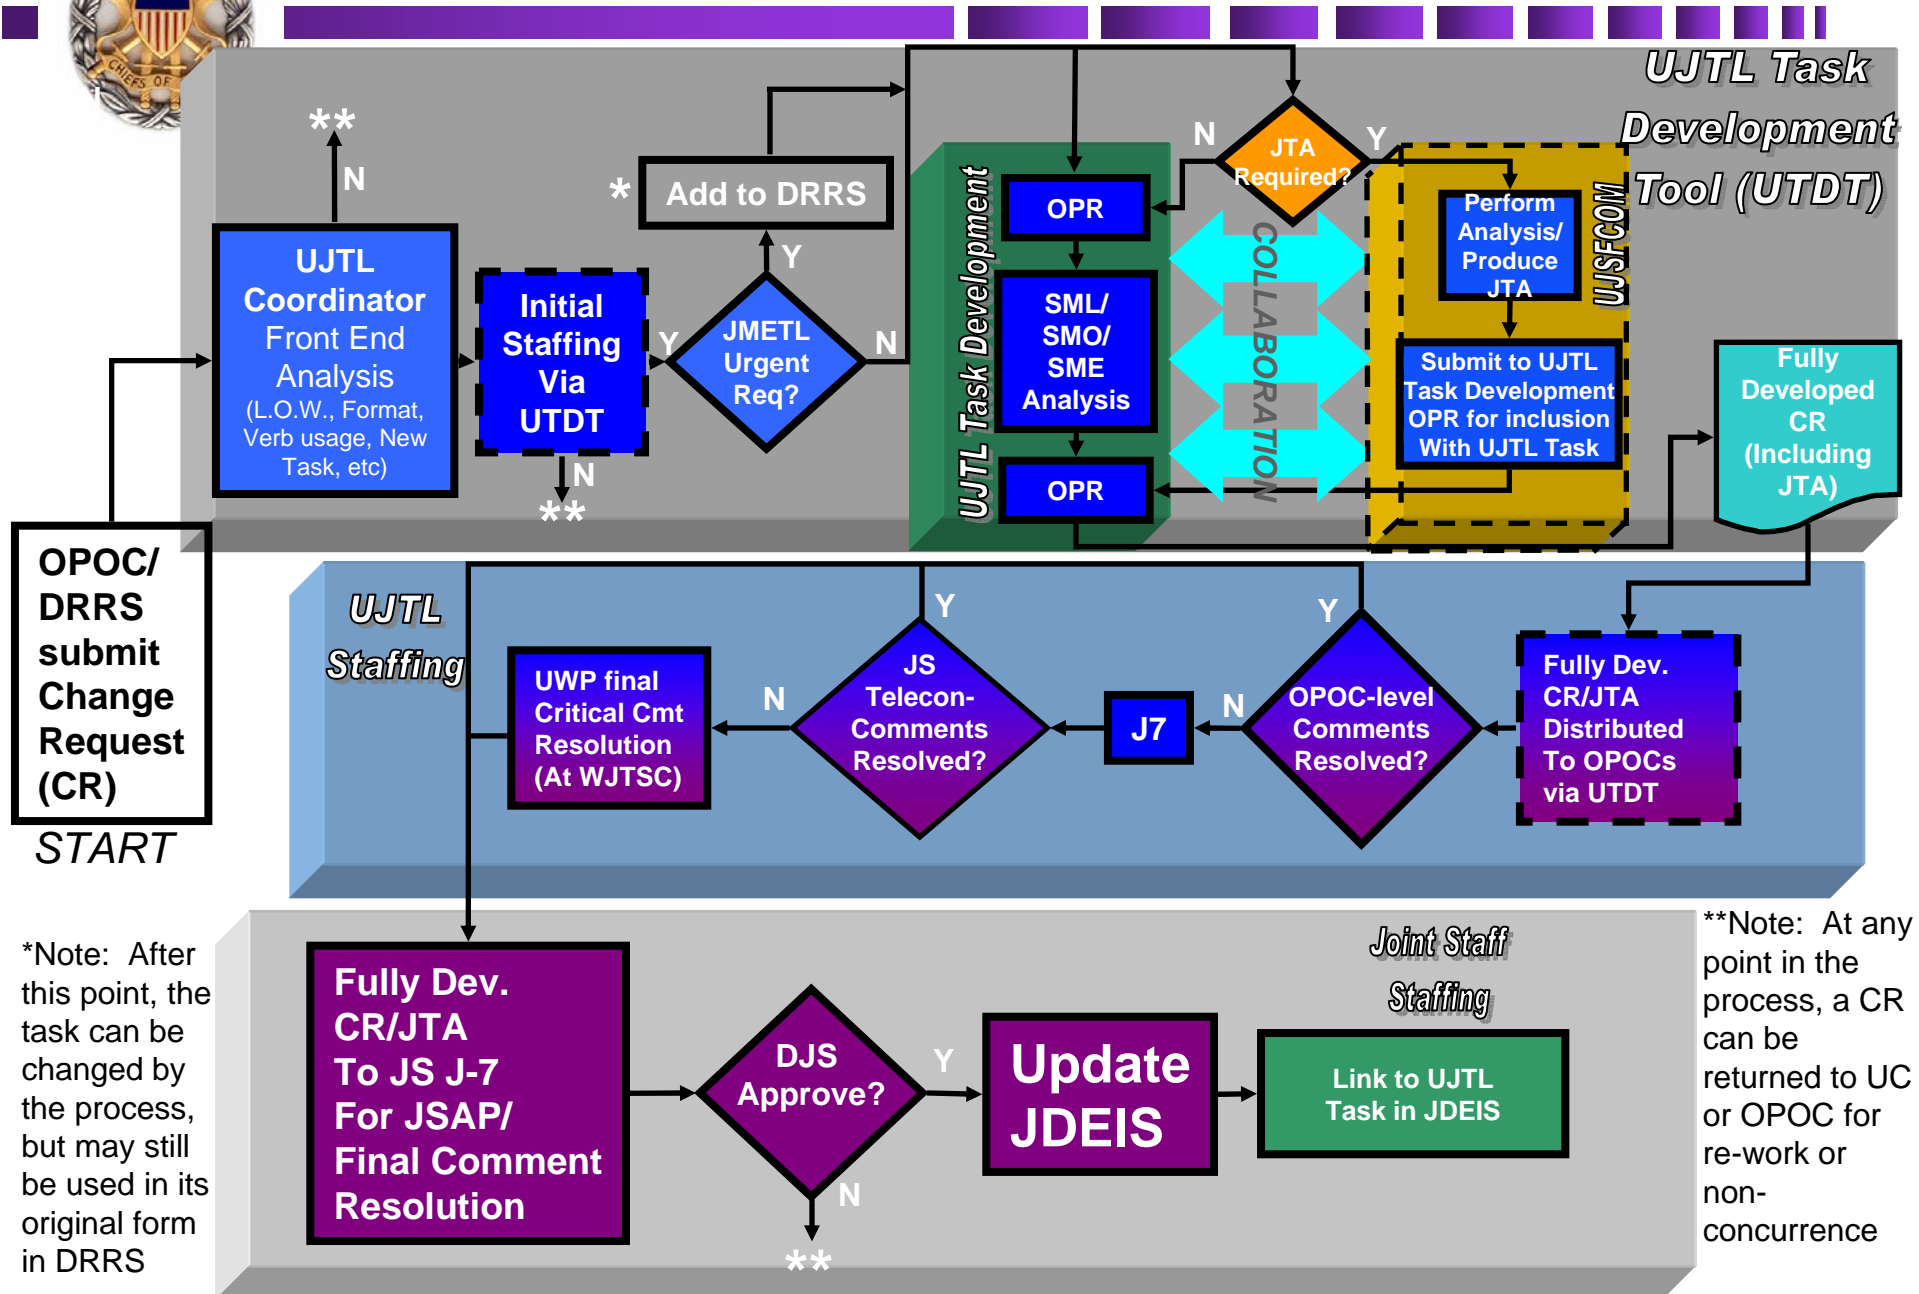 CHIEFS OF
UJTL Task
Development
Tool (UTDT)
**
N
* Add to DRRS
Y
UJTL
Coordinator
Front End
Analysis
(L.O.W., Format,
Verb usage, New
Task, etc)
Initial
Staffing
Via
UTDT
N
**
Y
JMETL
Urgent
Req?
N
UJTL Task Development
OPR
SML/
SMO/
SME
Analysis
OPR
N
JTA
Required?
Y
COLLABORATION
USJFCOM
Perform
Analysis/
Produce
JTA
Submit to UJTL
Task Development
OPR for inclusion
With UJTL Task
Fully
Developed
CR
(Including
JTA)
OPOC/
DRRS
submit
Change
Request
(CR)
START
UJTL
Staffing
UWP final
Critical Cmt
Resolution
(At WJTSC)
N
Y
JS
Telecon-
Comments
Resolved?
J7
N
Y
OPOC-level
Comments
Resolved?
Fully Dev.
CR/JTA
Distributed
To OPOCs
via UTDT
*Note: After
this point, the
task can be
changed by
the process,
but may still
be used in its
original form
in DRRS
Joint Staff
Staffing
Fully Dev.
CR/JTA
To JS J-7
For JSAP/
Final Comment
Resolution
DJS
Approve?
Y
N
**
Update
JDEIS
Link to UJTL
Task in JDEIS
**Note: At any
point in the
process, a CR
can be
returned to UC
or OPOC for
re-work or
non-
concurrence